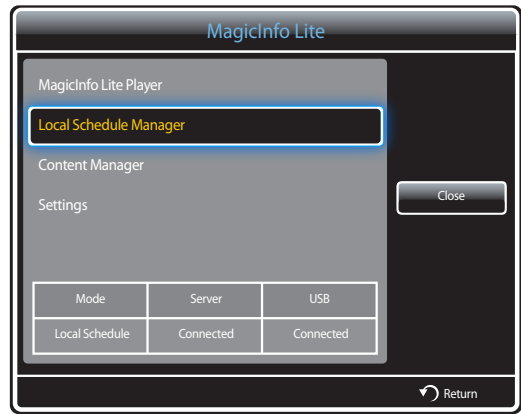 MagicInfo Lite
MagicInfo Lite Player
Local Schedule Manager
Content Manager
Settings
Close
Mode Server USB
Local Schedule Connected Connected
Return